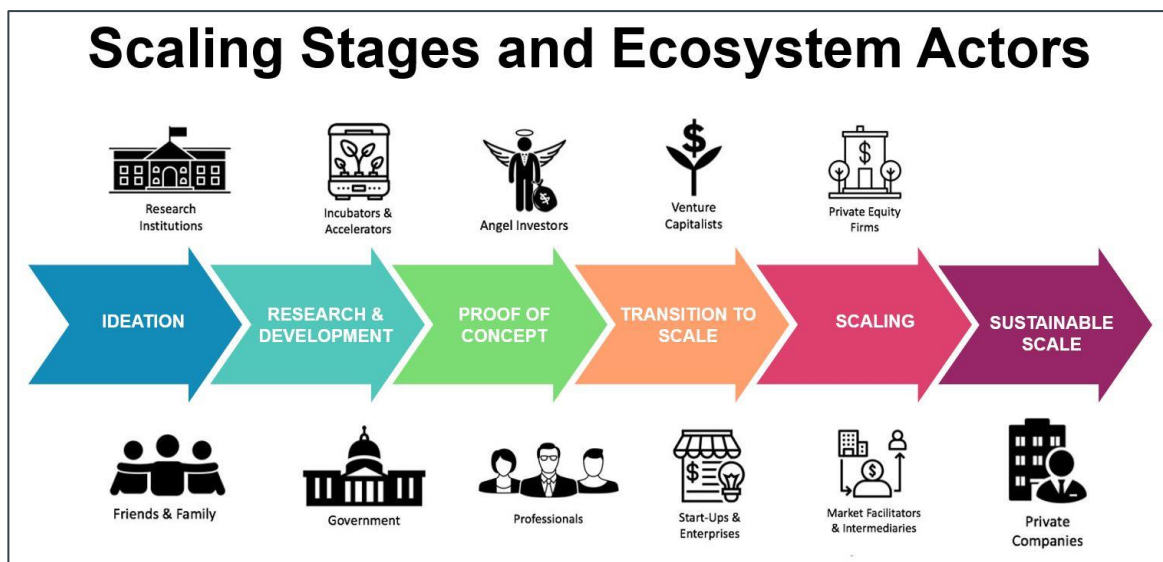 Scaling Stages and Ecosystem Actors
Research
Institutions
Incubators &
Accelerators
Angel Investors
Venture
Capitalists
Private Equity
Firms
IDEATION
RESEARCH &
DEVELOPMENT
PROOF OF
CONCEPT
TRANSITION TO
SCALE
SCALING
SUSTAINABLE
SCALE
Friends & Family
Government
Professionals
Start-Ups &
Enterprises
Market Facilitators
& Intermediaries
Private
Companies